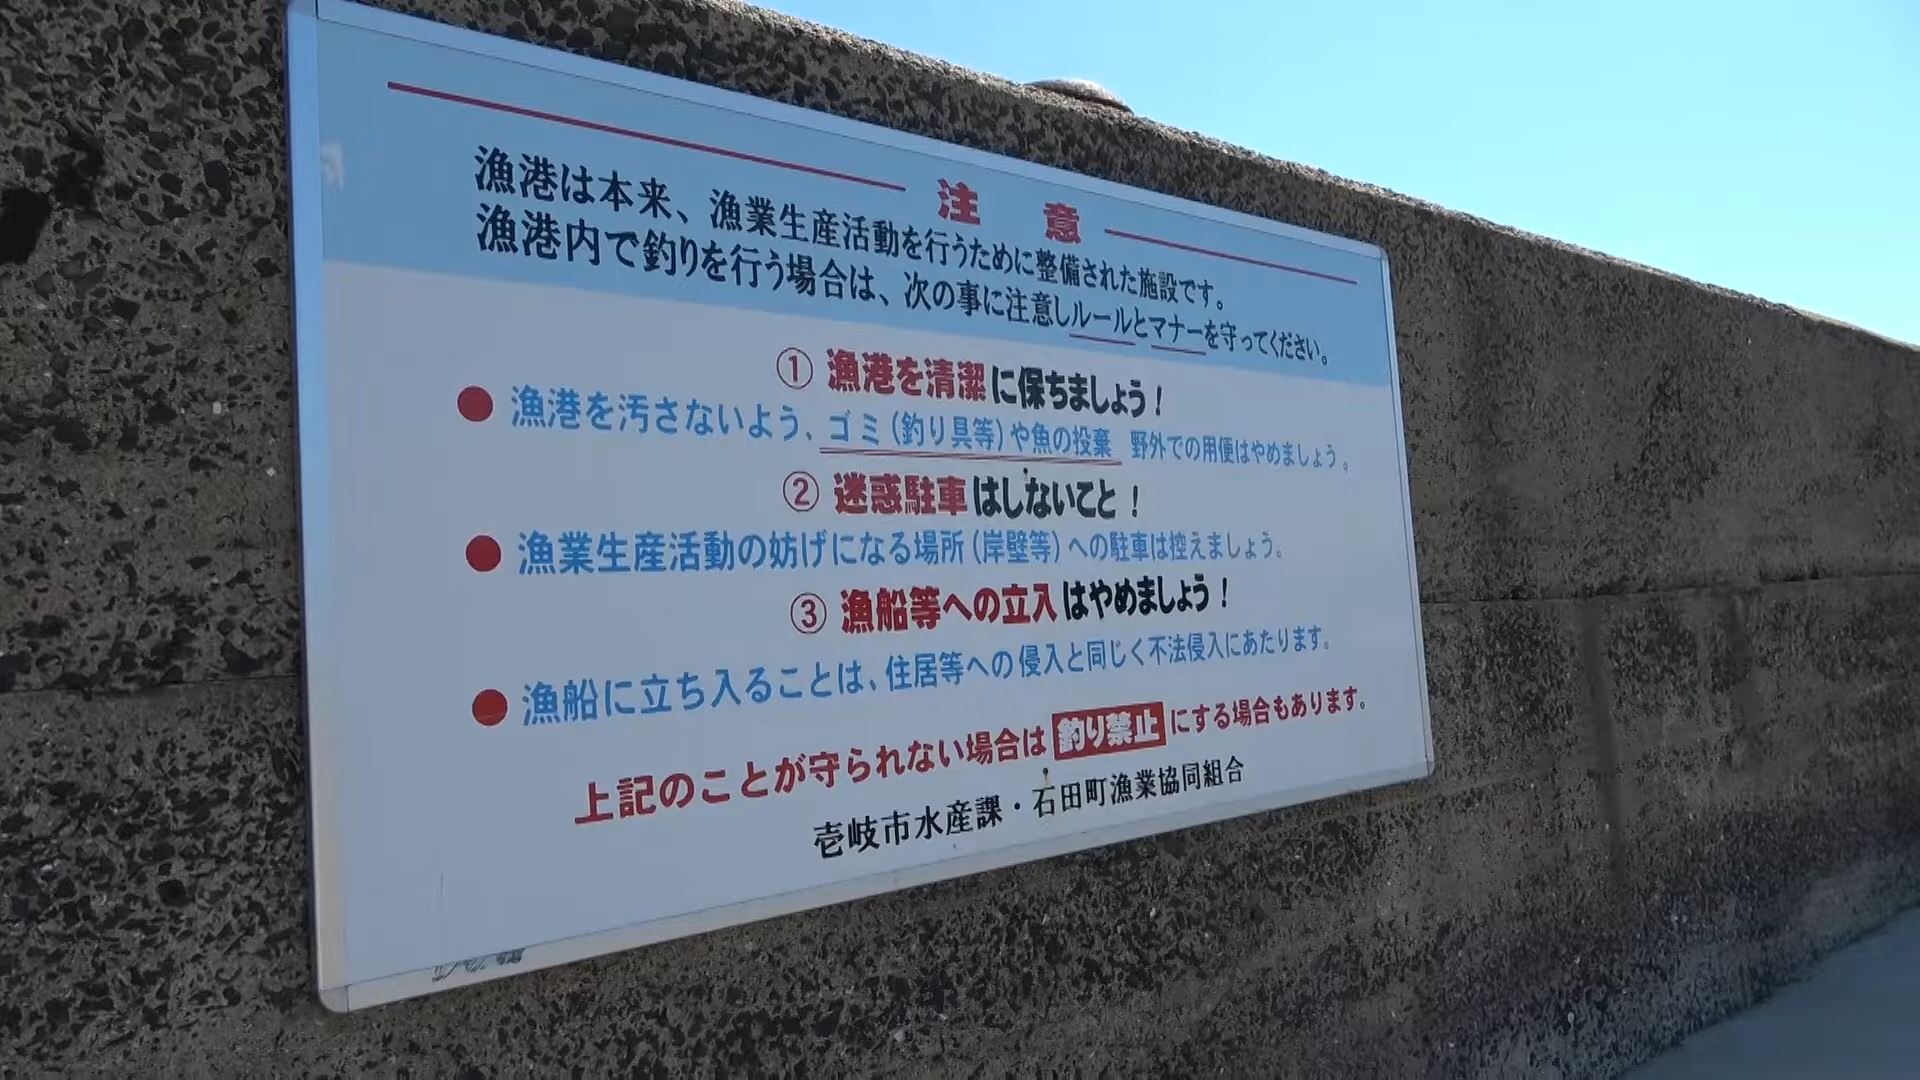 注 意
漁港は本来、漁業生産活動を行うために整備された施設です。
漁港内で釣りを行う場合は、次の事に注意しルールとマナーを守ってください。
① 漁港を清潔に保ちましょう！
● 漁港を汚さないよう、ゴミ（釣り具等）や魚の投棄 野外での用便はやめましょう。
② 迷惑駐車はしないこと！
● 漁業生産活動の妨げになる場所（岸壁等）への駐車は控えましょう。
③ 漁船等への立入はやめましょう！
● 漁船に立ち入ることは、住居等への侵入と同じく不法侵入にあたります。
上記のことが守られない場合は 釣り禁止 にする場合もあります。
壱岐市水産課・石田町漁業協同組合